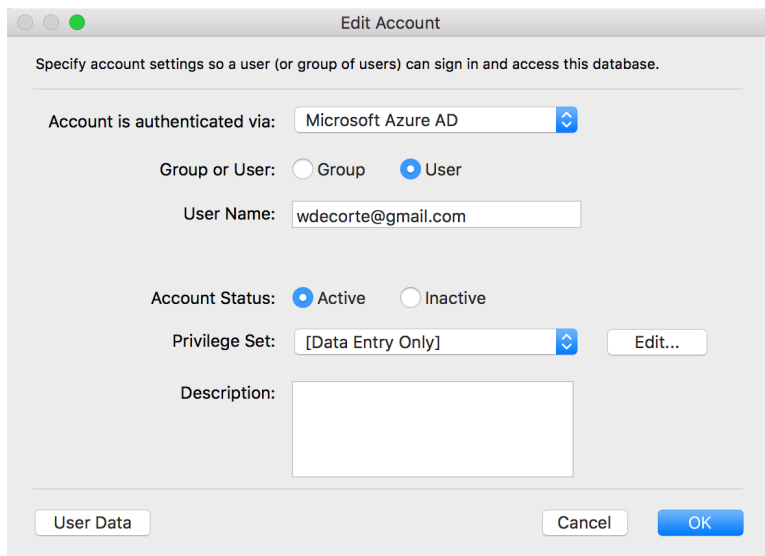 Edit Account
Specify account settings so a user (or group of users) can sign in and access this database.
Account is authenticated via: Microsoft Azure AD
Group or User: Group User
User Name: wdecorte@gmail.com
Account Status: Active Inactive
Privilege Set: [Data Entry Only] Edit...
Description:
User Data Cancel OK